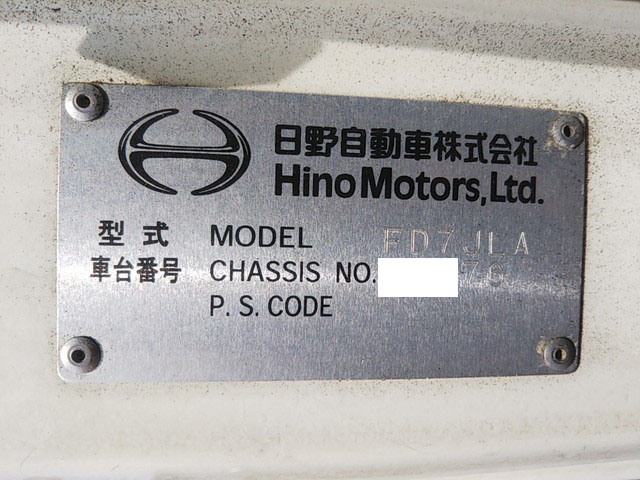 日野自動車株式会社
Hino Motors, Ltd.
型式 MODEL FD7JLA
車台番号 CHASSIS NO.
P. S. CODE